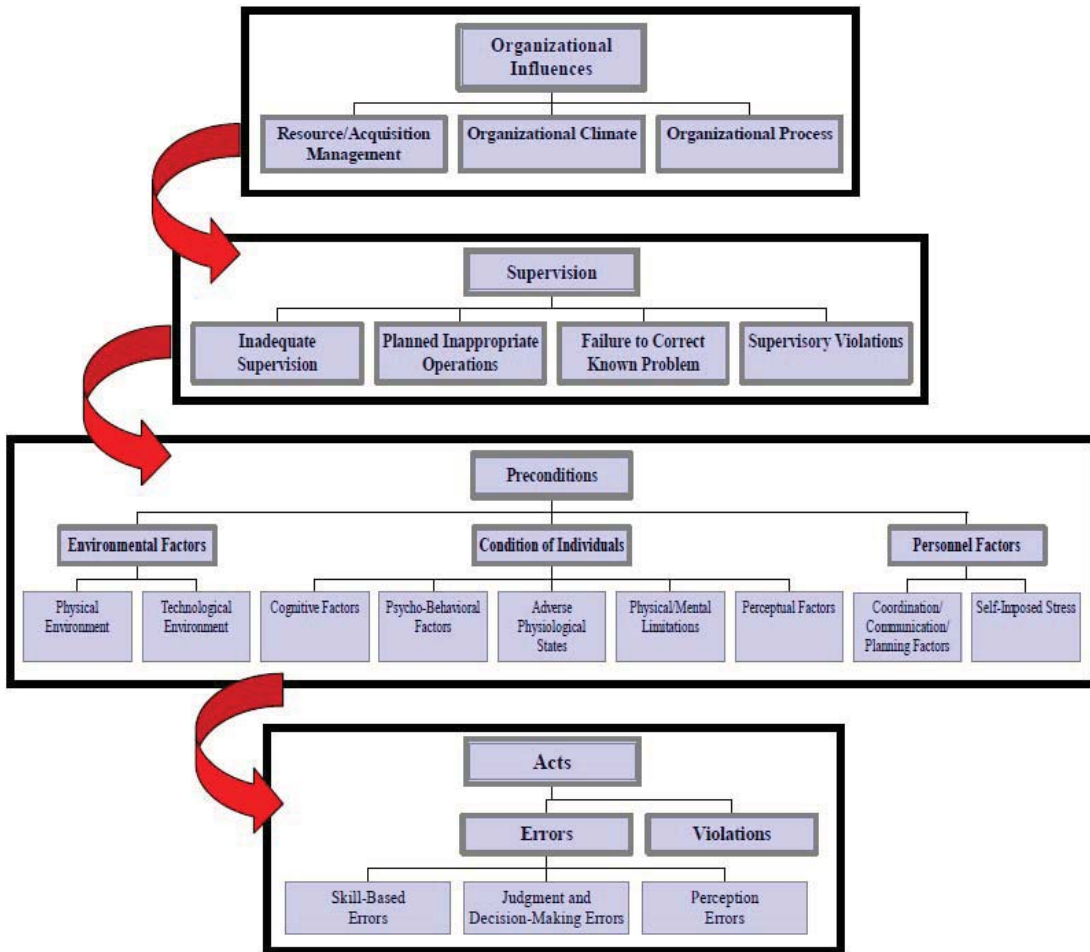 Organizational
Influences
Resource/Acquisition
Management
Organizational Climate
Organizational Process
Supervision
Inadequate
Supervision
Planned Inappropriate
Operations
Failure to Correct
Known Problem
Supervisory Violations
Preconditions
Environmental Factors
Condition of Individuals
Personnel Factors
Physical
Environment
Technological
Environment
Cognitive Factors
Psycho-Behavioral
Factors
Adverse
Physiological
States
Physical/Mental
Limitations
Perceptual Factors
Coordination/
Communication/
Planning Factors
Self-Imposed Stress
Acts
Errors
Violations
Skill-Based
Errors
Judgment and
Decision-Making Errors
Perception
Errors